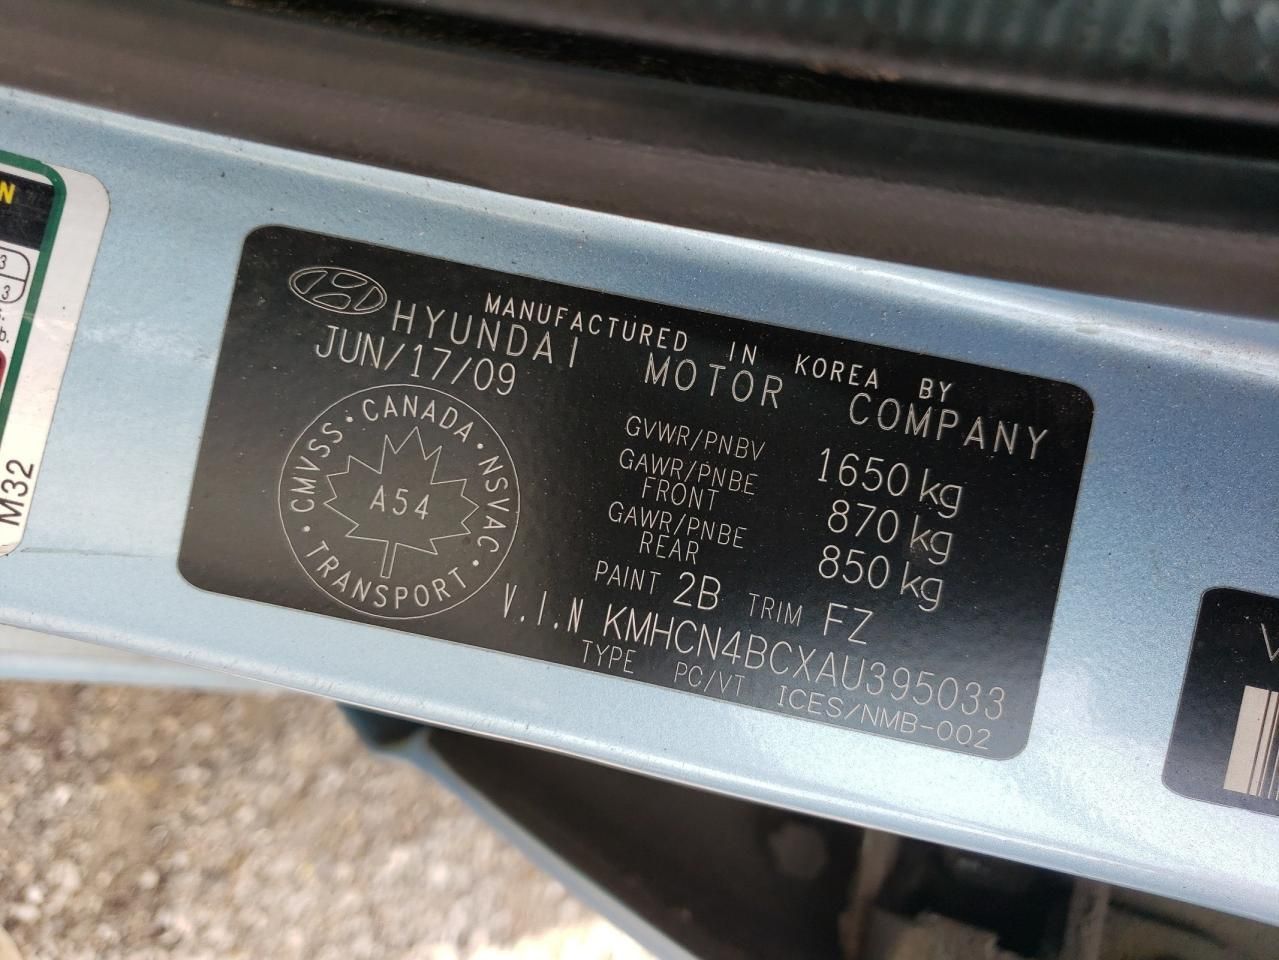 MANUFACTURED IN KOREA BY
HYUNDAI MOTOR COMPANY
JUN/17/09
CMVSS · CANADA · NSVAC · TRANSPORT ·
A54
GVWR/PNBV 1650 kg
GAWR/PNBE FRONT 870 kg
GAWR/PNBE REAR 850 kg
PAINT 2B TRIM FZ
V.I.N KMHCN4BCXAU395033
TYPE PC/VT ICES/NMB-002
N
3
3
b.
M32
V